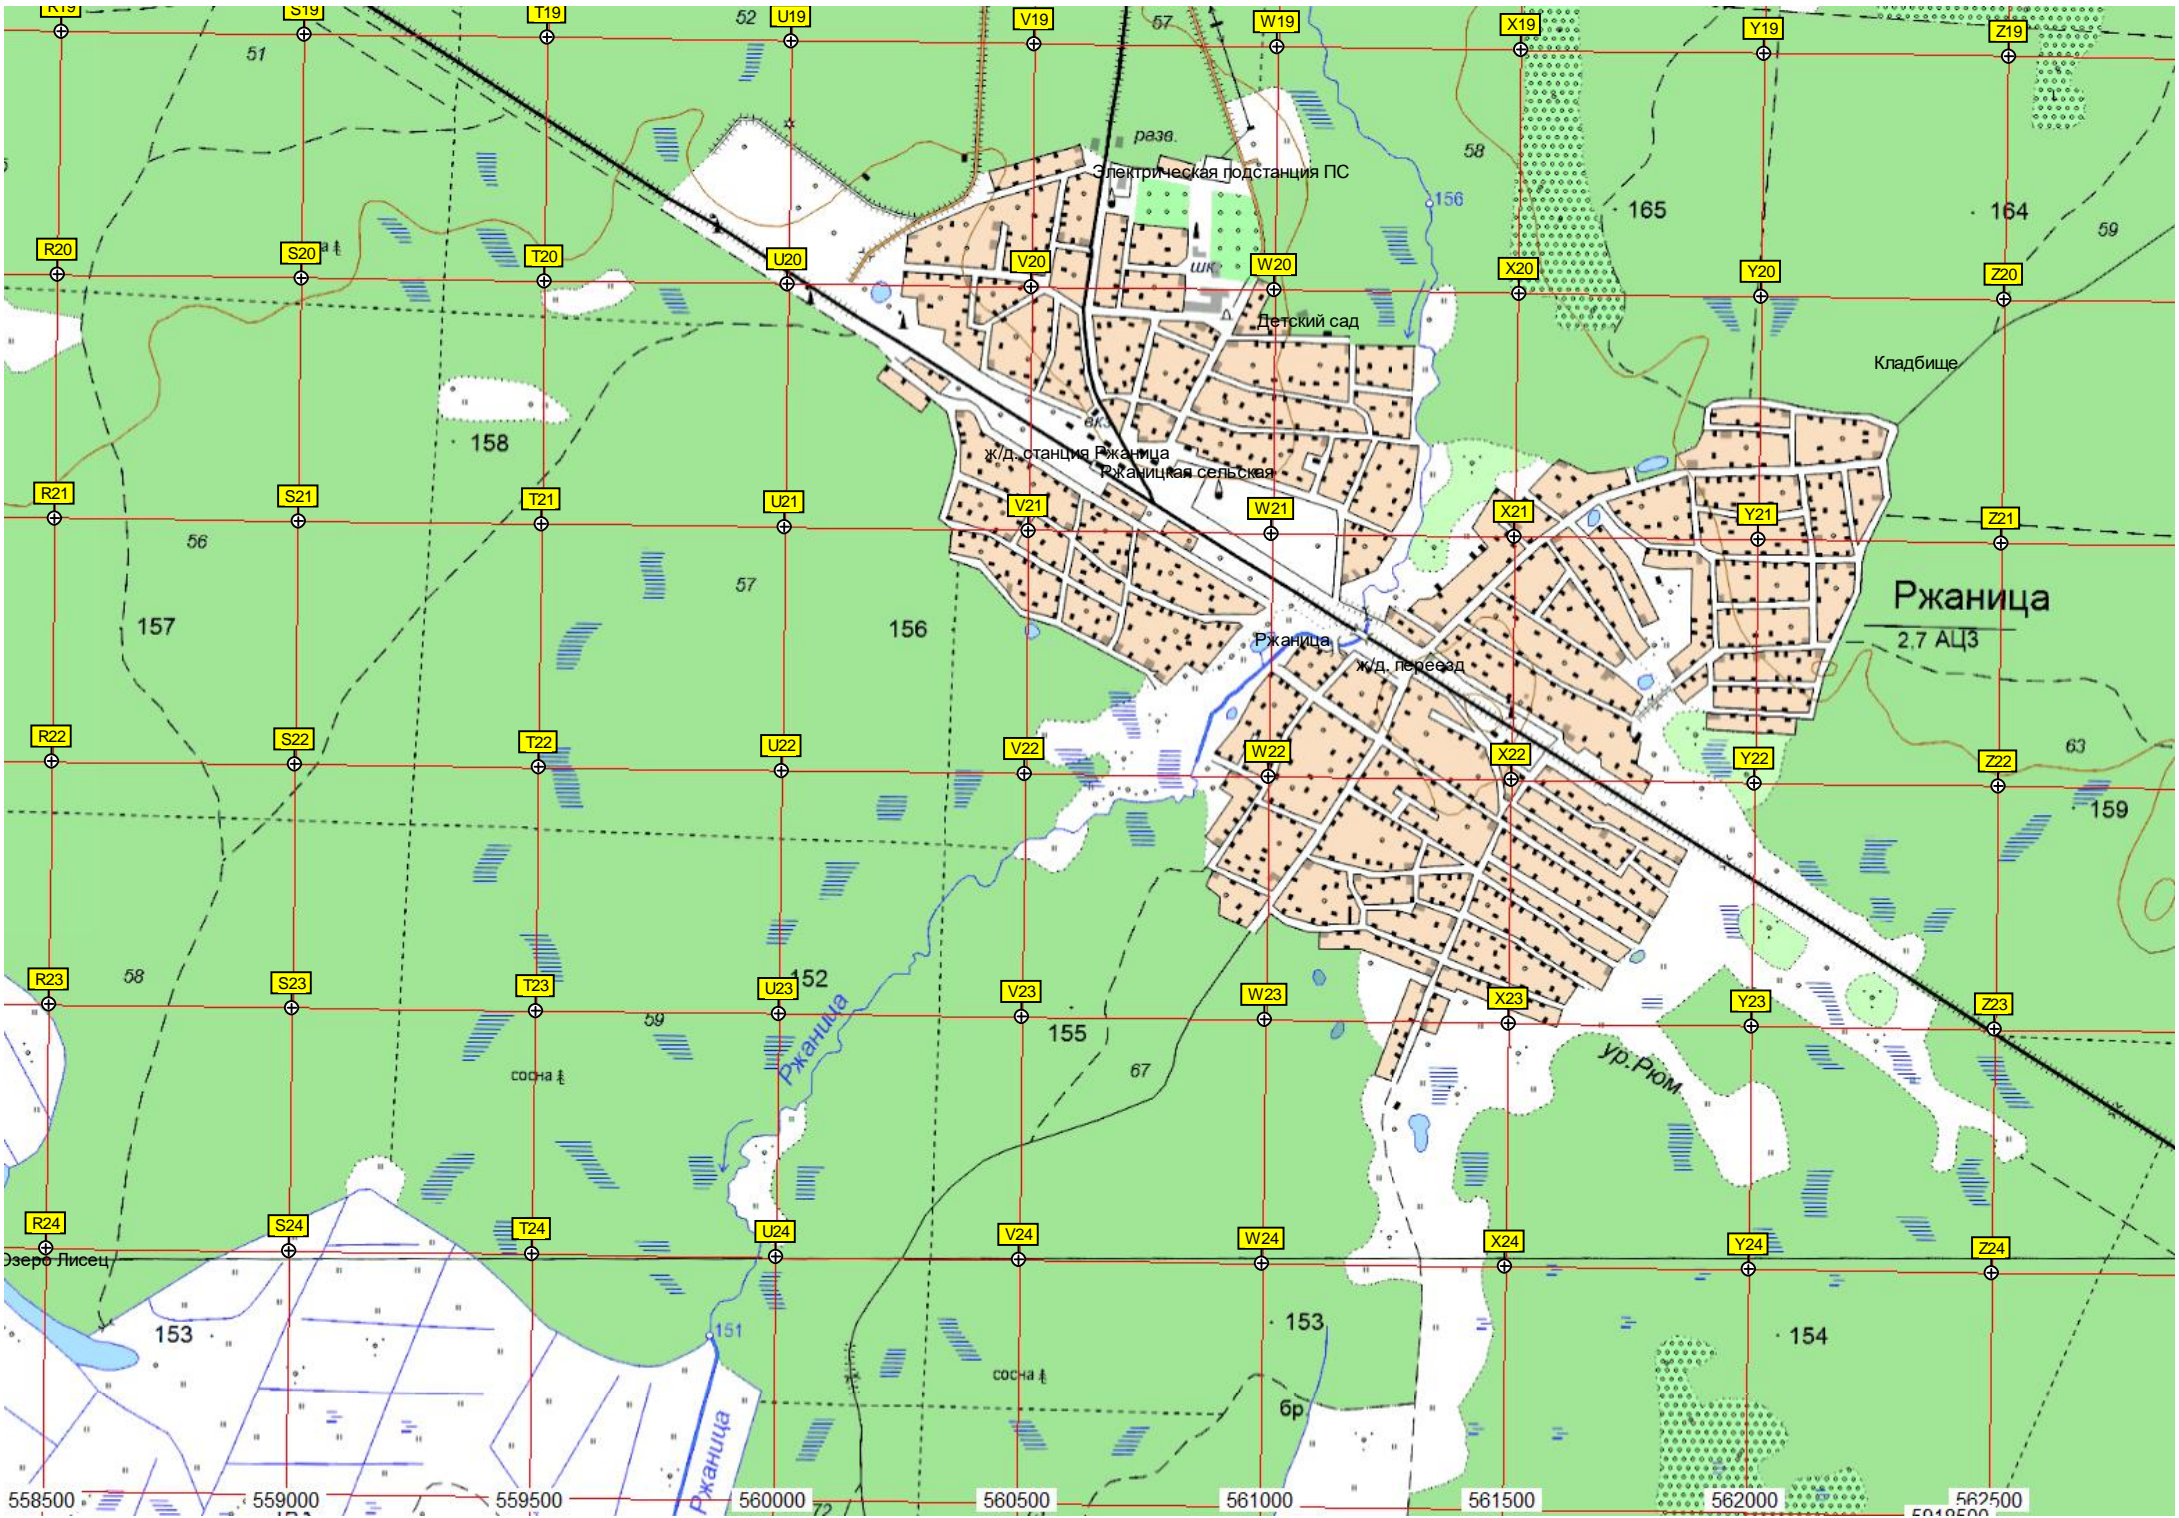 R19
S19
T19
52
U19
V19
57
W19
X19
Y19
Z19
51
разв.
58
Электрическая подстанция ПС
156
165
164
59
R20
S20
T20
U20
V20
шк.
W20
X20
Y20
Z20
Детский сад
Кладбище
158
ж/д. станция Ржаница
Ржаницкая сельская
R21
S21
T21
U21
V21
W21
X21
Y21
Z21
56
57
157
156
Ржаница
2,7 АЦЗ
Ржаница
ж/д. переезд
R22
S22
T22
U22
V22
W22
X22
Y22
Z22
63
159
58
152
R23
S23
T23
U23
V23
W23
X23
Y23
Z23
59
155
Ржаница
67
ур.Рюм
сосна
R24
S24
T24
U24
V24
W24
X24
Y24
Z24
Озеро Лисец
153
151
153
154
сосна
бр.
Ржаница
72
558500
559000
559500
560000
560500
561000
561500
562000
562500
5918500